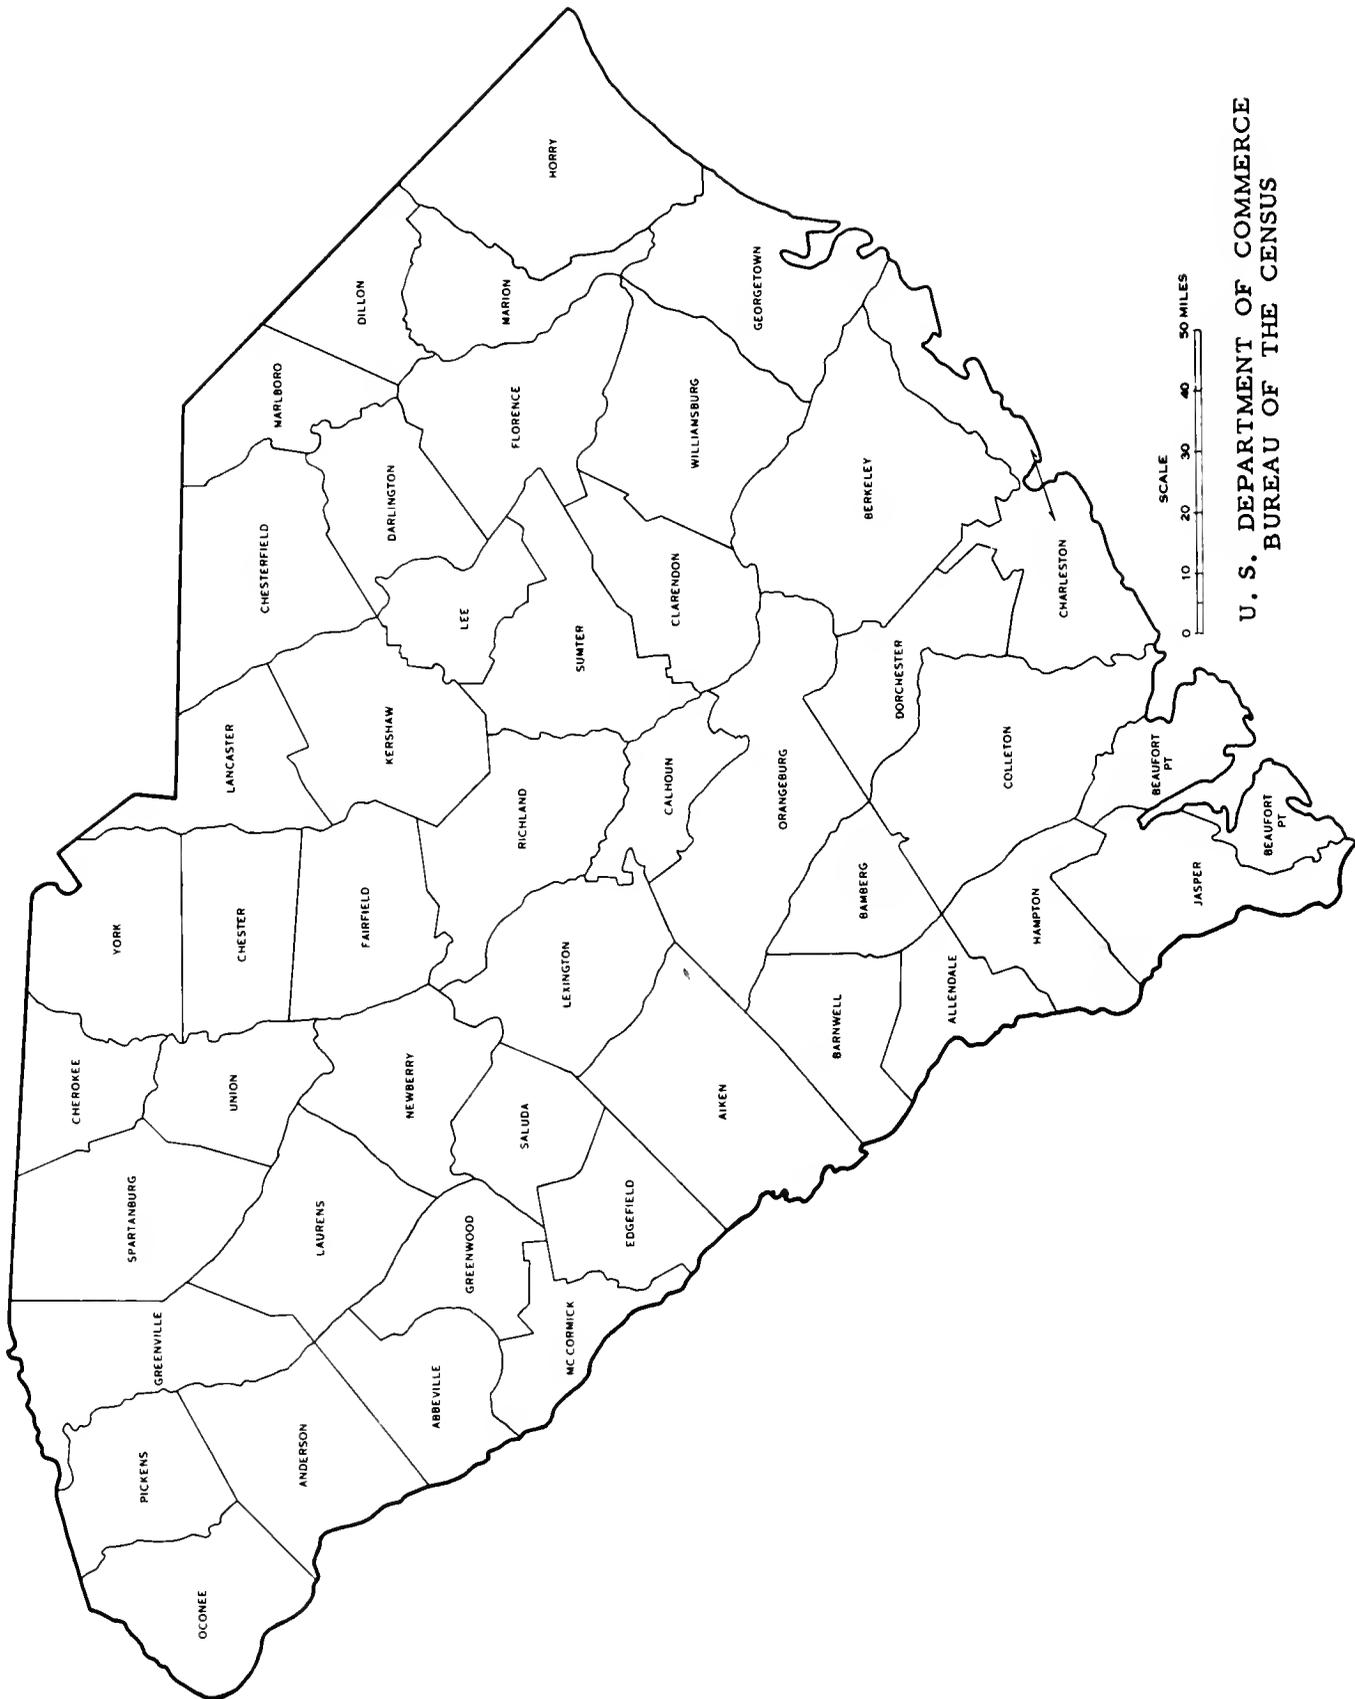 CHEROKEE
YORK
SPARTANBURG
PICKENS
GREENVILLE
OCONEE
UNION
LANCASTER
CHESTER
CHESTERFIELD
MARLBORO
ANDERSON
LAURENS
FAIRFIELD
DILLON
KERSHAW
DARLINGTON
NEWBERRY
ABBEVILLE
GREENWOOD
LEE
MARION
FLORENCE
SALUDA
RICHLAND
HORRY
MC CORMICK
LEXINGTON
SUMTER
EDGEFIELD
CALHOUN
CLARENDON
WILLIAMSBURG
AIKEN
GEORGETOWN
ORANGEBURG
BARNWELL
BAMBERG
BERKELEY
DORCHESTER
ALLENDALE
COLLETON
HAMPTON
CHARLESTON
BEAUFORT
PT
JASPER
BEAUFORT
PT
SCALE
0 10 20 30 40 50 MILES
U. S. DEPARTMENT OF COMMERCE
BUREAU OF THE CENSUS